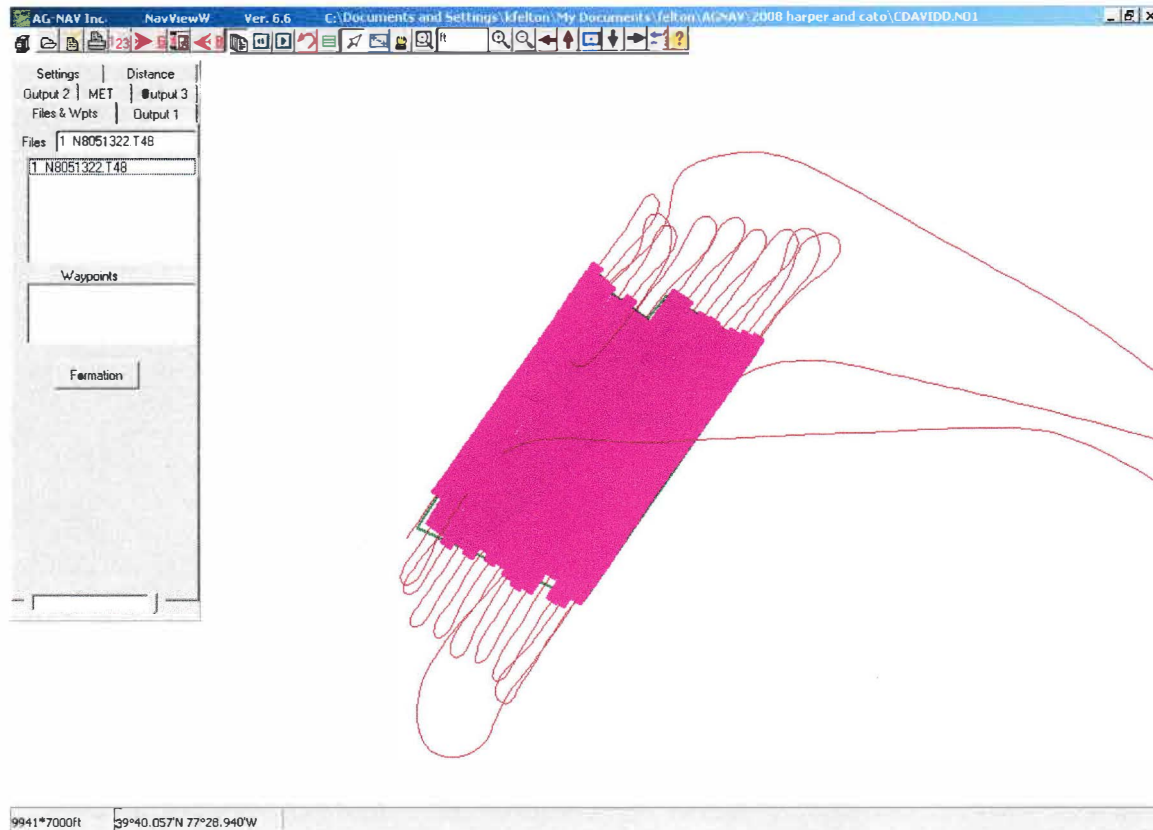 AG-NAV Inc. NavViewW Ver. 6.6 C:\Documents and Settings\kfelton\My Documents\felton\AGNAV\2008 harper and cato\CDAVIDD.N01
123
ft
Settings Distance
Output 2 MET Output 3
Files & Wpts Output 1
Files 1 N8051322.T48
1 N8051322.T48
Waypoints
Formation
9941*7000ft 39°40.057'N 77°28.940'W